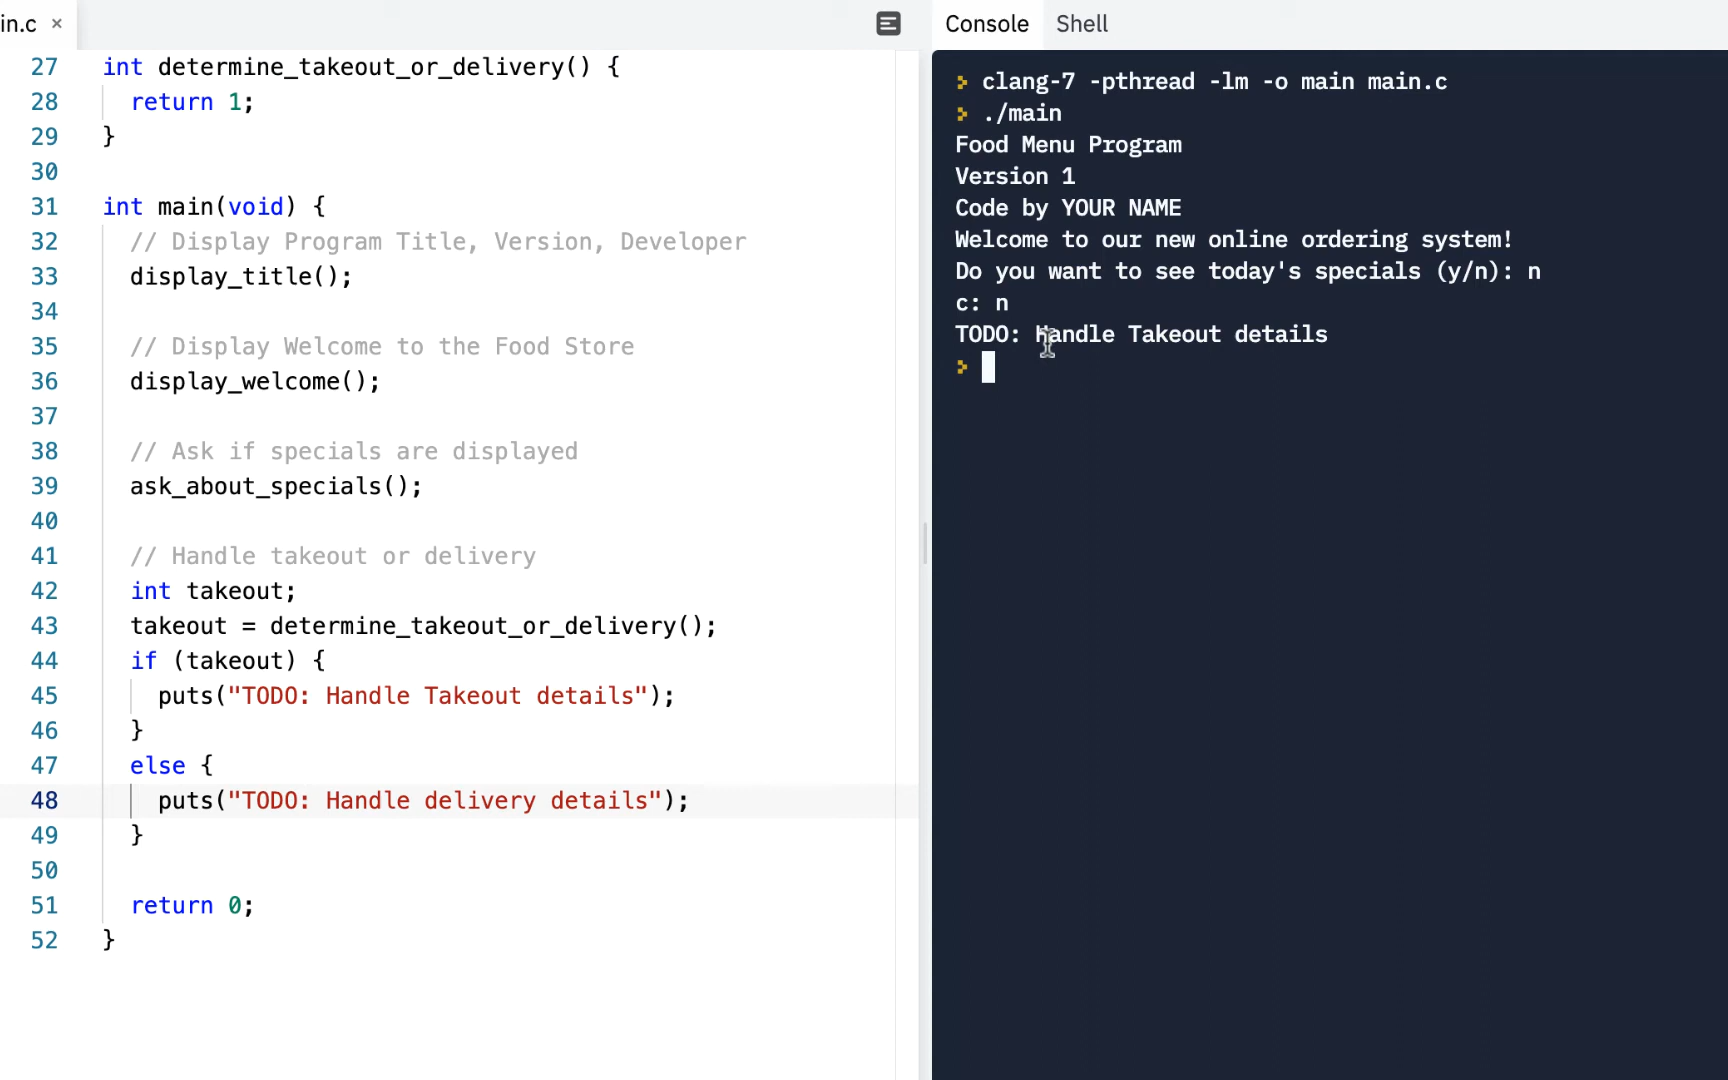 in.c ×
27 int determine_takeout_or_delivery() {
28 return 1;
29 }
30
31 int main(void) {
32 // Display Program Title, Version, Developer
33 display_title();
34
35 // Display Welcome to the Food Store
36 display_welcome();
37
38 // Ask if specials are displayed
39 ask_about_specials();
40
41 // Handle takeout or delivery
42 int takeout;
43 takeout = determine_takeout_or_delivery();
44 if (takeout) {
45 puts("TODO: Handle Takeout details");
46 }
47 else {
48 puts("TODO: Handle delivery details");
49 }
50
51 return 0;
52 }
Console Shell
> clang-7 -pthread -lm -o main main.c
> ./main
Food Menu Program
Version 1
Code by YOUR NAME
Welcome to our new online ordering system!
Do you want to see today's specials (y/n): n
c: n
TODO: Handle Takeout details
>